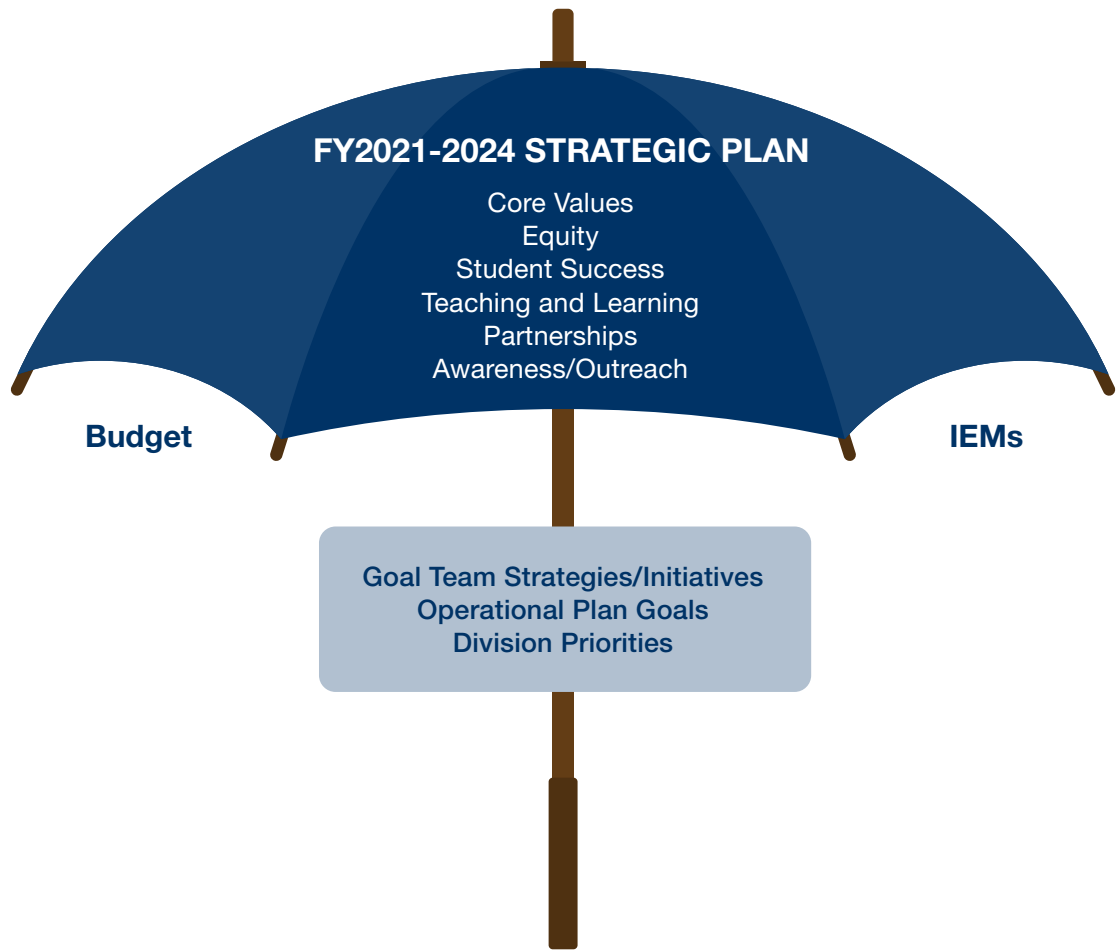 FY2021-2024 STRATEGIC PLAN
Core Values
Equity
Student Success
Teaching and Learning
Partnerships
Awareness/Outreach
Budget
IEMs
Goal Team Strategies/Initiatives
Operational Plan Goals
Division Priorities